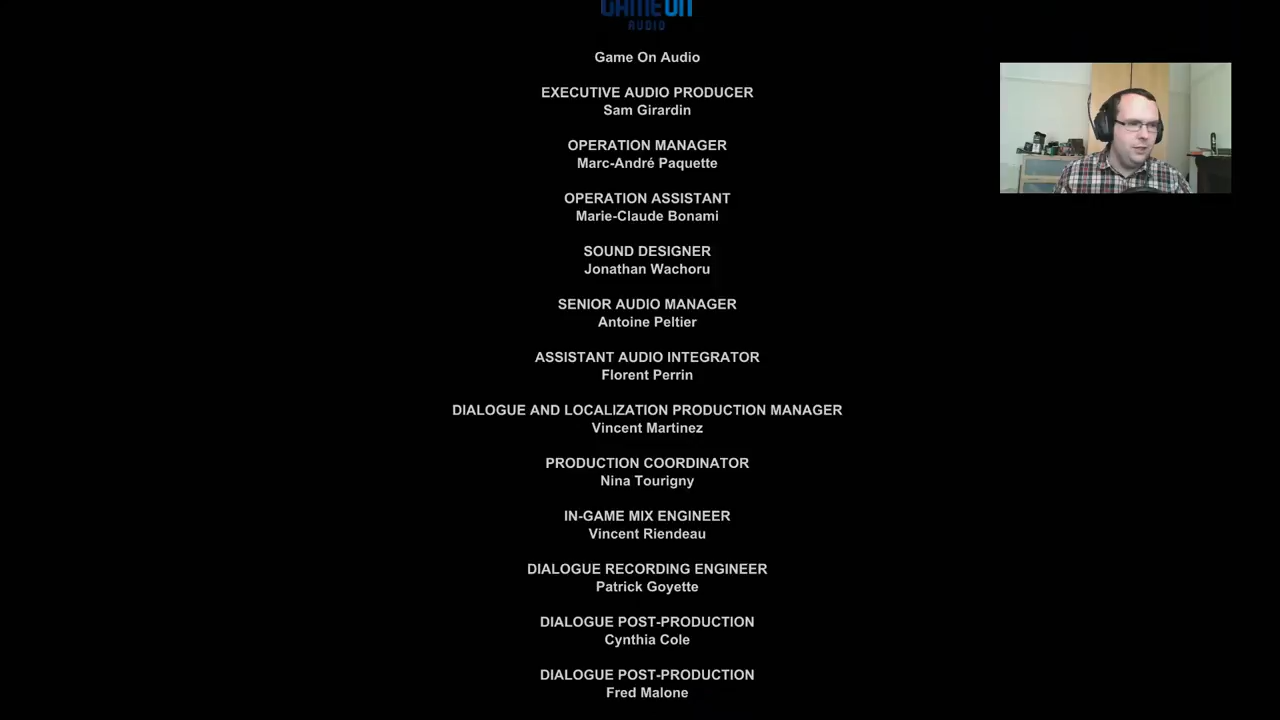 GAMEON
AUDIO
Game On Audio
EXECUTIVE AUDIO PRODUCER
Sam Girardin
OPERATION MANAGER
Marc-André Paquette
OPERATION ASSISTANT
Marie-Claude Bonami
SOUND DESIGNER
Jonathan Wachoru
SENIOR AUDIO MANAGER
Antoine Peltier
ASSISTANT AUDIO INTEGRATOR
Florent Perrin
DIALOGUE AND LOCALIZATION PRODUCTION MANAGER
Vincent Martinez
PRODUCTION COORDINATOR
Nina Tourigny
IN-GAME MIX ENGINEER
Vincent Riendeau
DIALOGUE RECORDING ENGINEER
Patrick Goyette
DIALOGUE POST-PRODUCTION
Cynthia Cole
DIALOGUE POST-PRODUCTION
Fred Malone